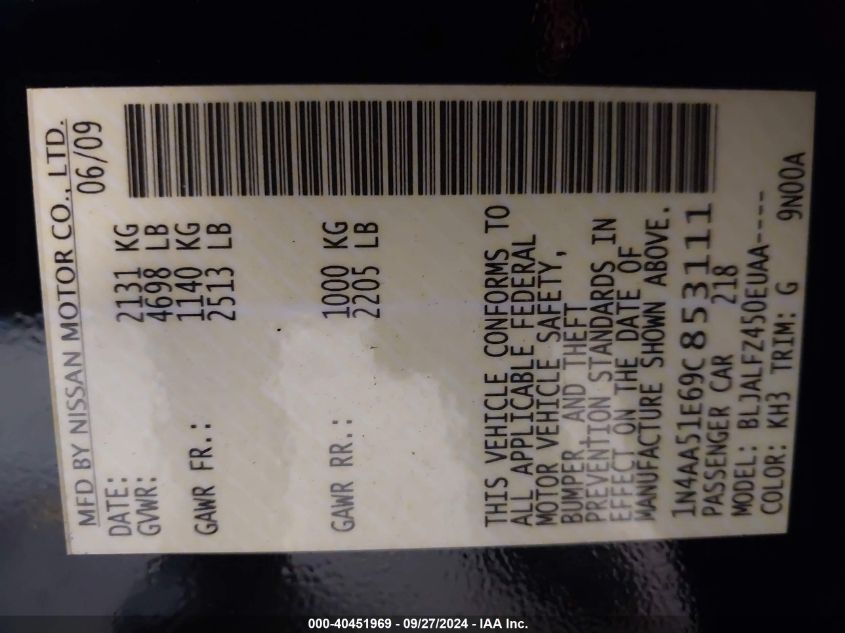 MFD BY NISSAN MOTOR CO., LTD.
DATE: 06/09
GVWR: 2131 KG
4698 LB
GAWR FR.: 1140 KG
2513 LB
GAWR RR.: 1000 KG
2205 LB
THIS VEHICLE CONFORMS TO
ALL APPLICABLE FEDERAL
MOTOR VEHICLE SAFETY,
BUMPER AND THEFT
PREVENTION STANDARDS IN
EFFECT ON THE DATE OF
MANUFACTURE SHOWN ABOVE.
1N4AA51E69C853111
PASSENGER CAR 218
MODEL: BLJALFZ450EUAA----
COLOR: KH3 TRIM: G 9N00A
000-40451969 - 09/27/2024 - IAA Inc.